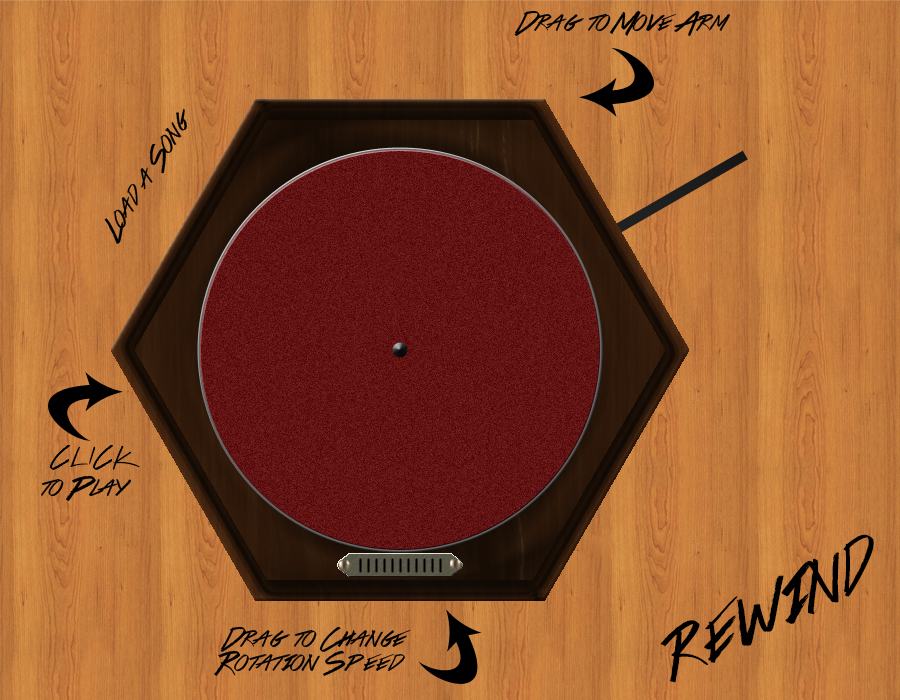 Drag to Move Arm
Load a Song
Click
to Play
Drag to Change
Rotation Speed
Rewind